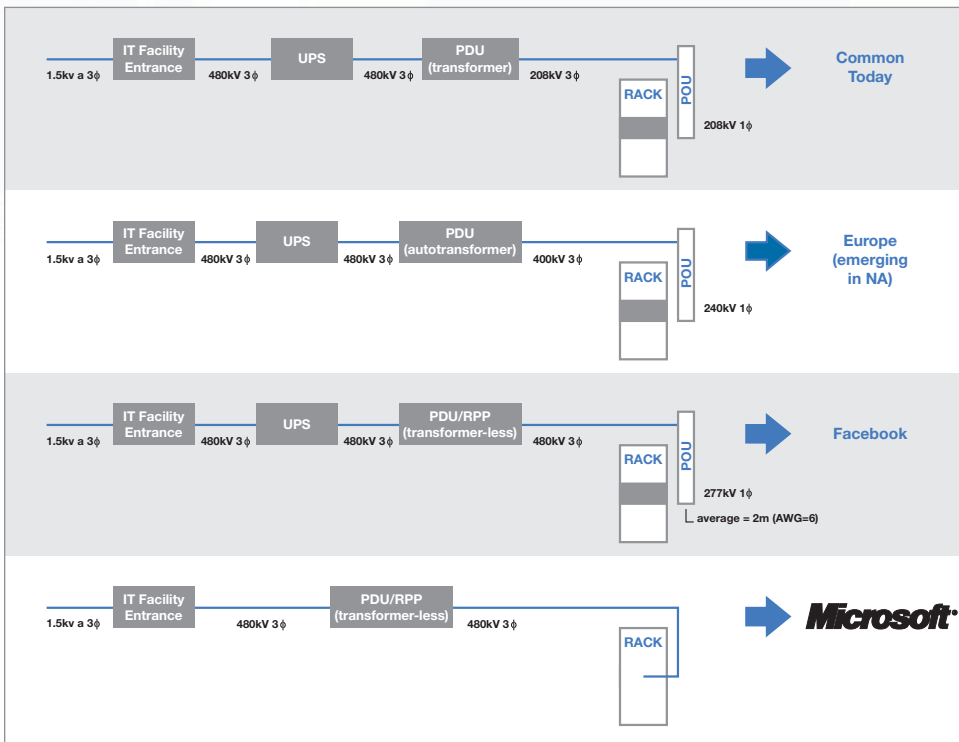 IT Facility
Entrance
UPS
PDU
(transformer)
1.5kv a 3ϕ
480kV 3ϕ
480kV 3ϕ
208kV 3ϕ
RACK
POU
208kV 1ϕ
Common
Today
IT Facility
Entrance
UPS
PDU
(autotransformer)
1.5kv a 3ϕ
480kV 3ϕ
480kV 3ϕ
400kV 3ϕ
RACK
POU
240kV 1ϕ
Europe
(emerging
in NA)
IT Facility
Entrance
UPS
PDU/RPP
(transformer-less)
1.5kv a 3ϕ
480kV 3ϕ
480kV 3ϕ
480kV 3ϕ
RACK
POU
277kV 1ϕ
average = 2m (AWG=6)
Facebook
IT Facility
Entrance
PDU/RPP
(transformer-less)
1.5kv a 3ϕ
480kV 3ϕ
480kV 3ϕ
RACK
Microsoft